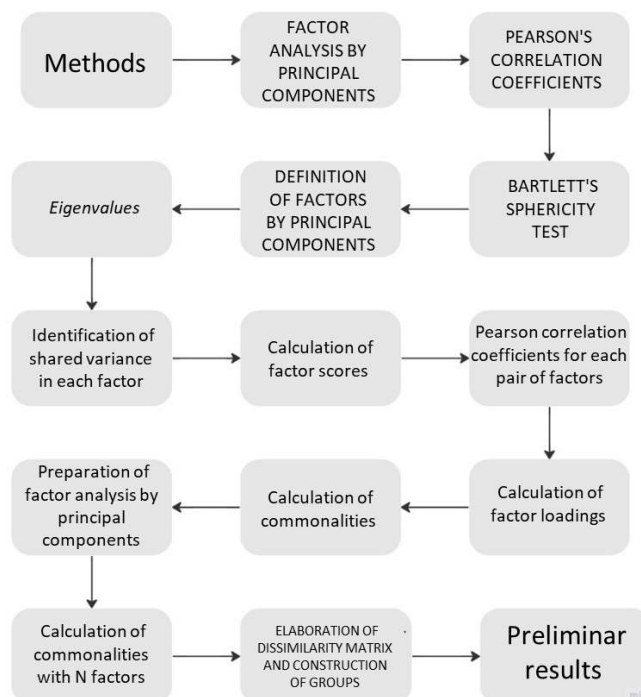 Methods
FACTOR
ANALYSIS BY
PRINCIPAL
COMPONENTS
PEARSON'S
CORRELATION
COEFFICIENTS
BARTLETT'S
SPHERICITY
TEST
DEFINITION
OF FACTORS
BY PRINCIPAL
COMPONENTS
Eigenvalues
Identification of
shared variance
in each factor
Calculation of
factor scores
Pearson correlation
coefficients for each
pair of factors
Calculation of
factor loadings
Calculation of
commonalities
Preparation of
factor analysis by
principal
components
Calculation of
commonalities
with N factors
ELABORATION OF
DISSIMILARITY MATRIX
AND CONSTRUCTION OF
GROUPS
Preliminar
results